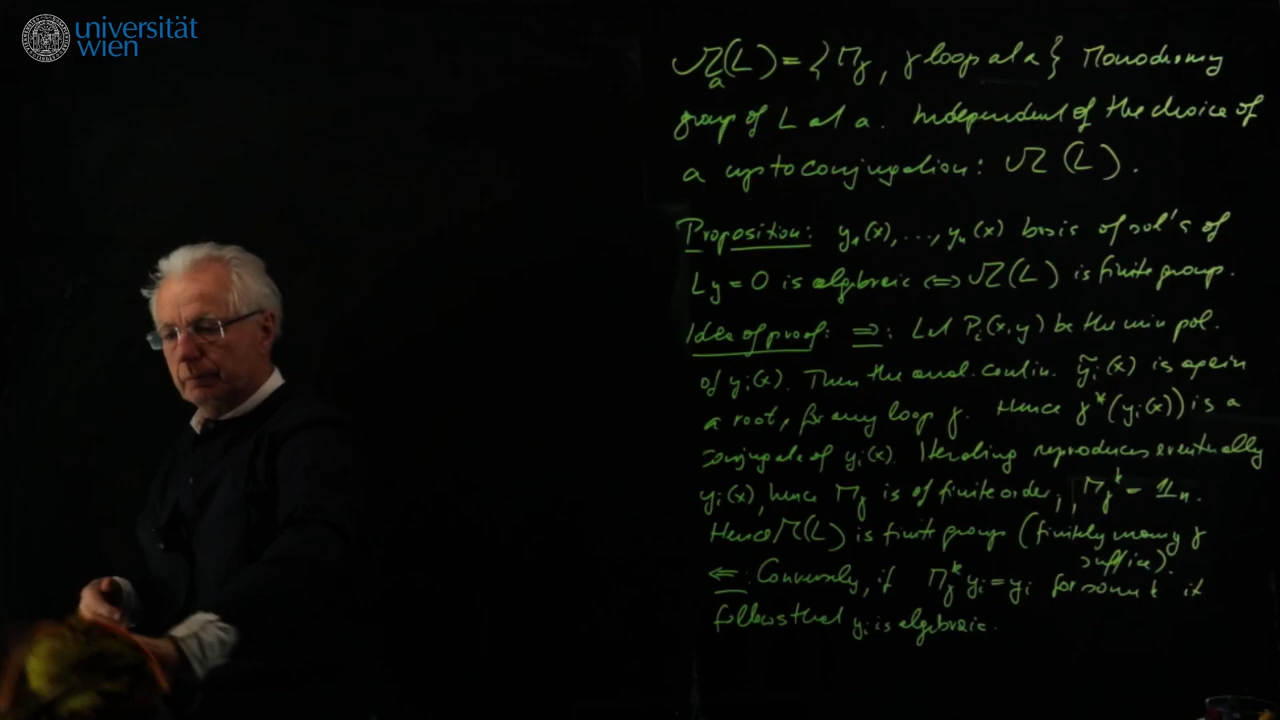 universität
wien
𝓜ₐ(L) = { M_γ, γ loop at a } Monodromy
group of L at a. Independent of the choice of
a up to conjugation: 𝓜(L).
Proposition: y₁(x), ..., yₙ(x) basis of sol's of
Ly = 0 is algebraic ⇔ 𝓜(L) is finite group.
Idea of proof: ⇒: Let Pᵢ(x,y) be the min pol.
of yᵢ(x). Then the anal. contin. ỹᵢ(x) is again
a root, for any loop γ. Hence γ*(yᵢ(x)) is a
conjugate of yᵢ(x). Iterating reproduces eventually
yᵢ(x), hence M_γ is of finite order, M_γ^k = 1ₙ.
Hence M(L) is finite group (finitely many γ
suffice).
⇐: Conversely, if M_γ^k yᵢ = yᵢ for some k it
follows that yᵢ is algebraic.